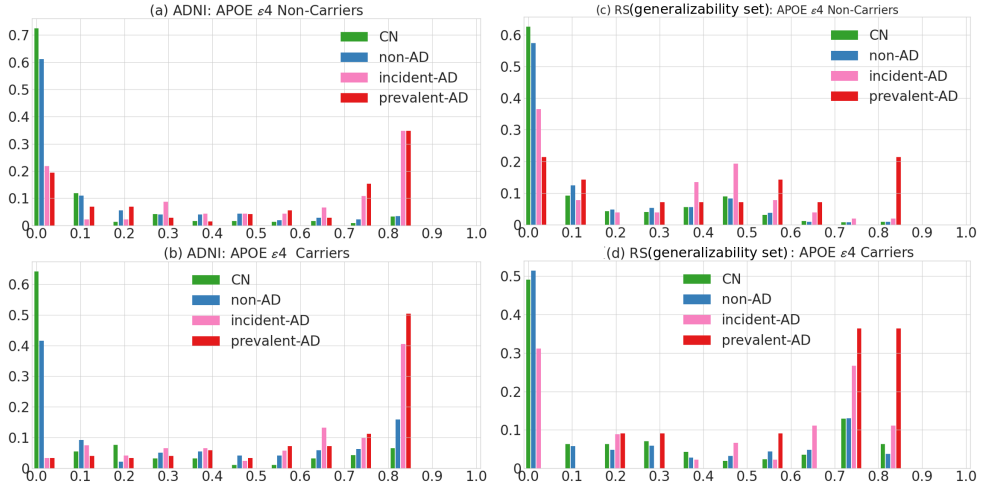 (a) ADNI: APOE ε4 Non-Carriers
0.7
0.6
0.5
0.4
0.3
0.2
0.1
0
CN
non-AD
incident-AD
prevalent-AD
0.0 0.1 0.2 0.3 0.4 0.5 0.6 0.7 0.8 0.9 1.0
(c) RS(generalizability set): APOE ε4 Non-Carriers
0.6
0.5
0.4
0.3
0.2
0.1
0
CN
non-AD
incident-AD
prevalent-AD
0.0 0.1 0.2 0.3 0.4 0.5 0.6 0.7 0.8 0.9 1.0
(b) ADNI: APOE ε4 Carriers
0.6
0.5
0.4
0.3
0.2
0.1
0
CN
non-AD
incident-AD
prevalent-AD
0.0 0.1 0.2 0.3 0.4 0.5 0.6 0.7 0.8 0.9 1.0
(d) RS(generalizability set) : APOE ε4 Carriers
0.5
0.4
0.3
0.2
0.1
0
CN
non-AD
incident-AD
prevalent-AD
0.0 0.1 0.2 0.3 0.4 0.5 0.6 0.7 0.8 0.9 1.0